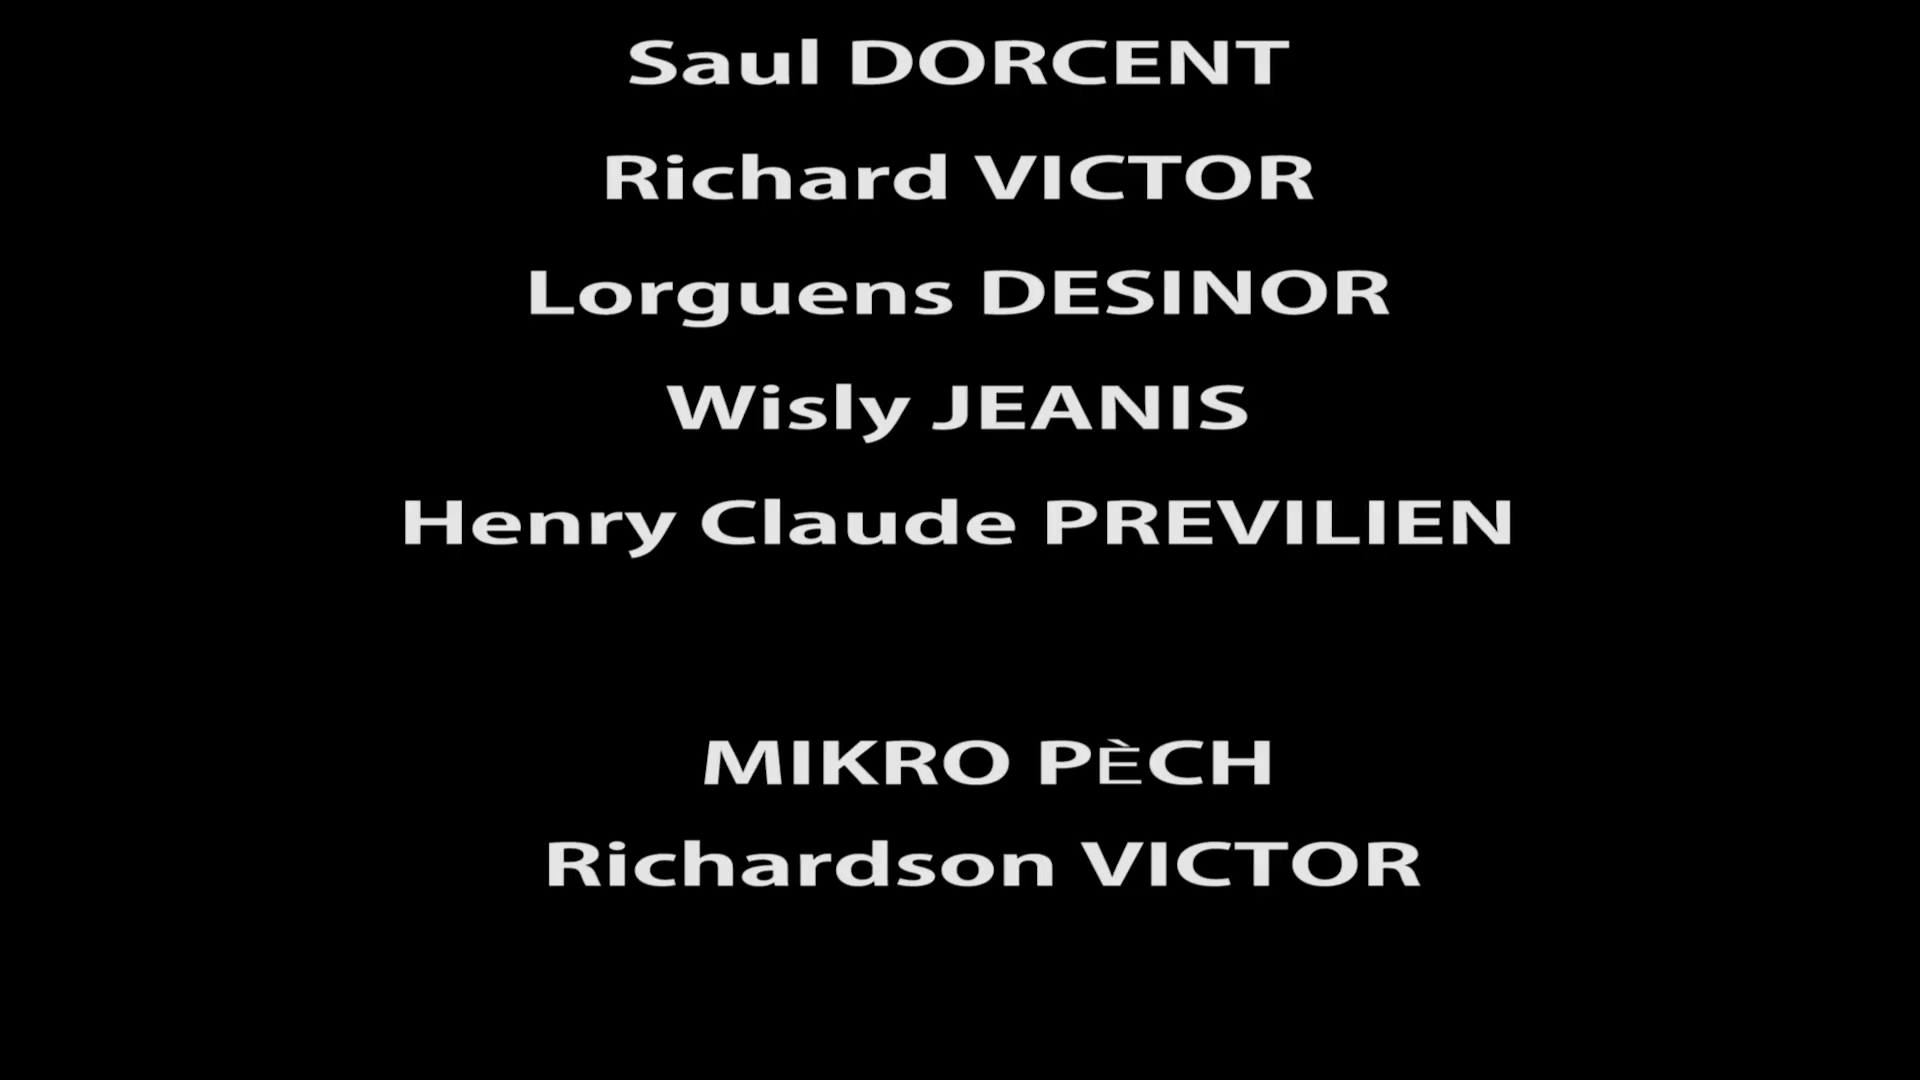 Saul DORCENT
Richard VICTOR
Lorguens DESINOR
Wisly JEANIS
Henry Claude PREVILIEN
MIKRO PÈCH
Richardson VICTOR